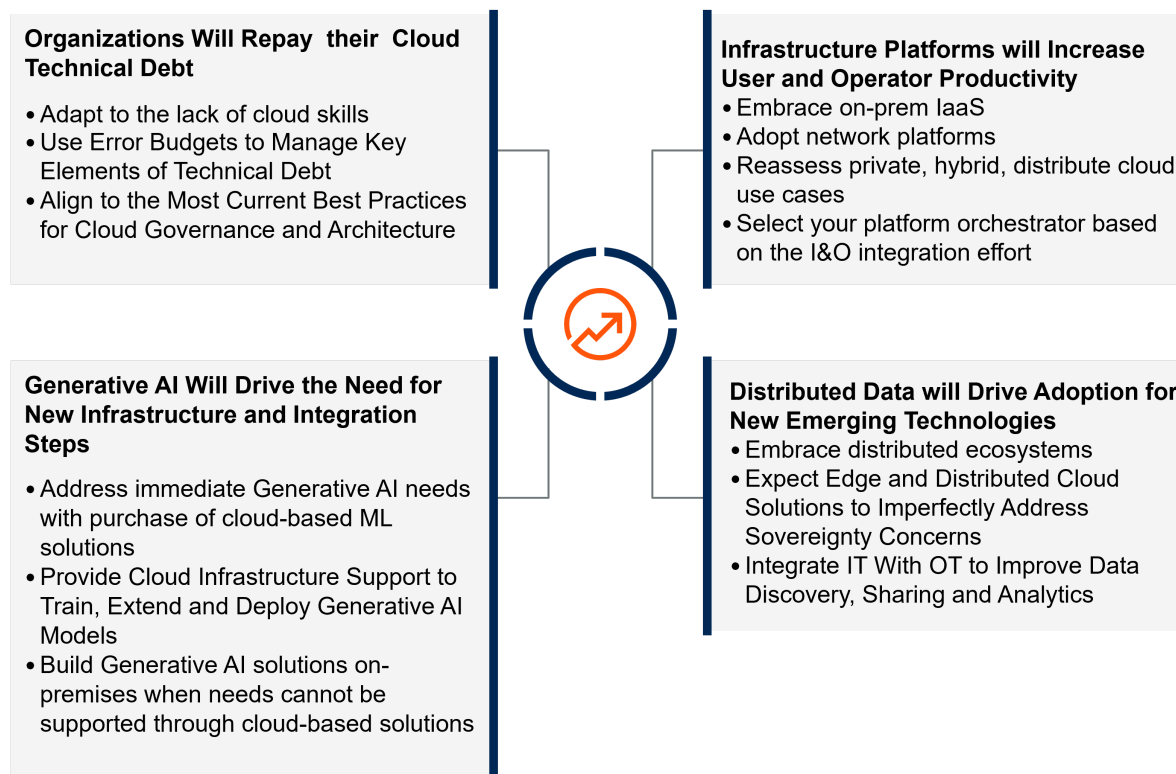 Organizations Will Repay  their  Cloud
Technical Debt
• Adapt to the lack of cloud skills
• Use Error Budgets to Manage Key
Elements of Technical Debt
• Align to the Most Current Best Practices
for Cloud Governance and Architecture
Infrastructure Platforms will Increase
User and Operator Productivity
• Embrace on-prem IaaS
• Adopt network platforms
• Reassess private, hybrid, distribute cloud
use cases
• Select your platform orchestrator based
on the I&O integration effort
Generative AI Will Drive the Need for
New Infrastructure and Integration
Steps
• Address immediate Generative AI needs
with purchase of cloud-based ML
solutions
• Provide Cloud Infrastructure Support to
Train, Extend and Deploy Generative AI
Models
• Build Generative AI solutions on-
premises when needs cannot be
supported through cloud-based solutions
Distributed Data will Drive Adoption for
New Emerging Technologies
• Embrace distributed ecosystems
• Expect Edge and Distributed Cloud
Solutions to Imperfectly Address
Sovereignty Concerns
• Integrate IT With OT to Improve Data
Discovery, Sharing and Analytics